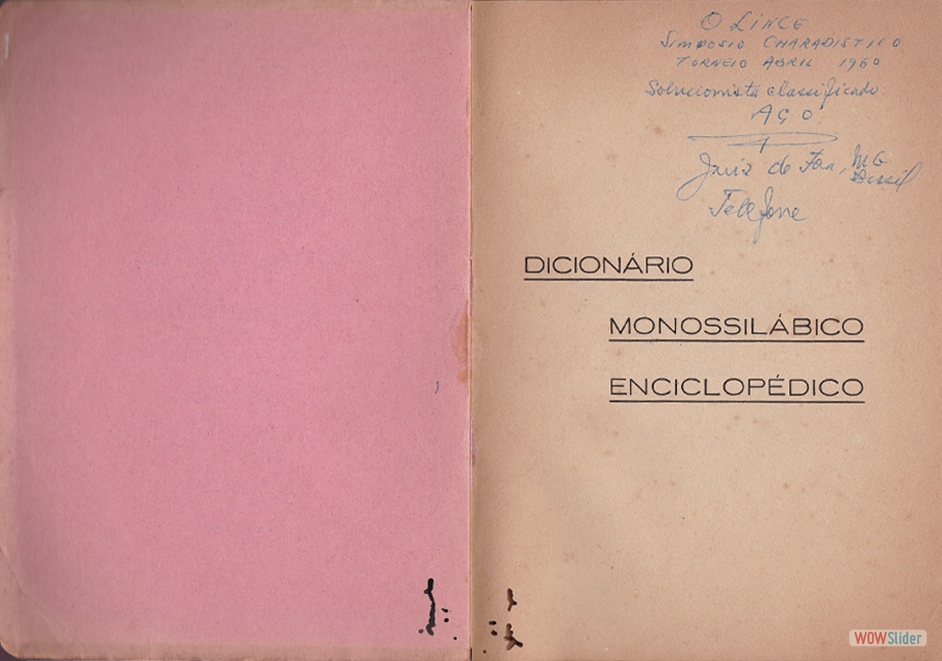 O LINCE
SIMPOSIO CHARADISTICO
TORNEIO ABRIL 1960
Solucionista classificado:
AÇO
Juiz de Fora, MG
Brasil
Telefone
DICIONÁRIO
MONOSSILÁBICO
ENCICLOPÉDICO
WOWSlider